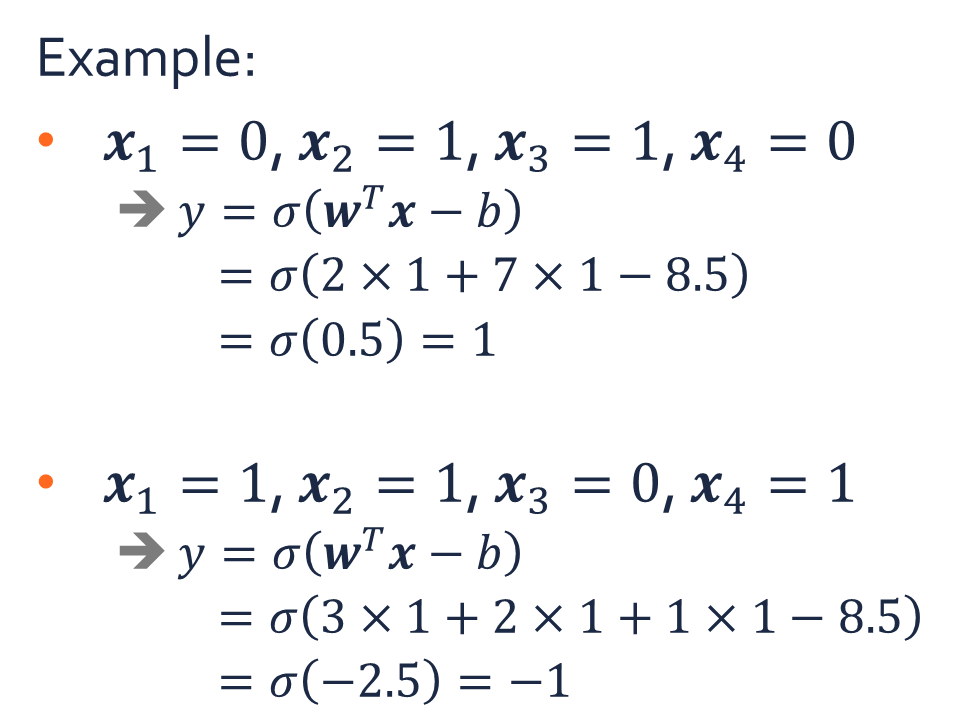 Example:
• 𝒙₁ = 0, 𝒙₂ = 1, 𝒙₃ = 1, 𝒙₄ = 0
➔ y = σ(𝒘ᵀ𝒙 − b)
= σ(2 × 1 + 7 × 1 − 8.5)
= σ(0.5) = 1
• 𝒙₁ = 1, 𝒙₂ = 1, 𝒙₃ = 0, 𝒙₄ = 1
➔ y = σ(𝒘ᵀ𝒙 − b)
= σ(3 × 1 + 2 × 1 + 1 × 1 − 8.5)
= σ(−2.5) = −1